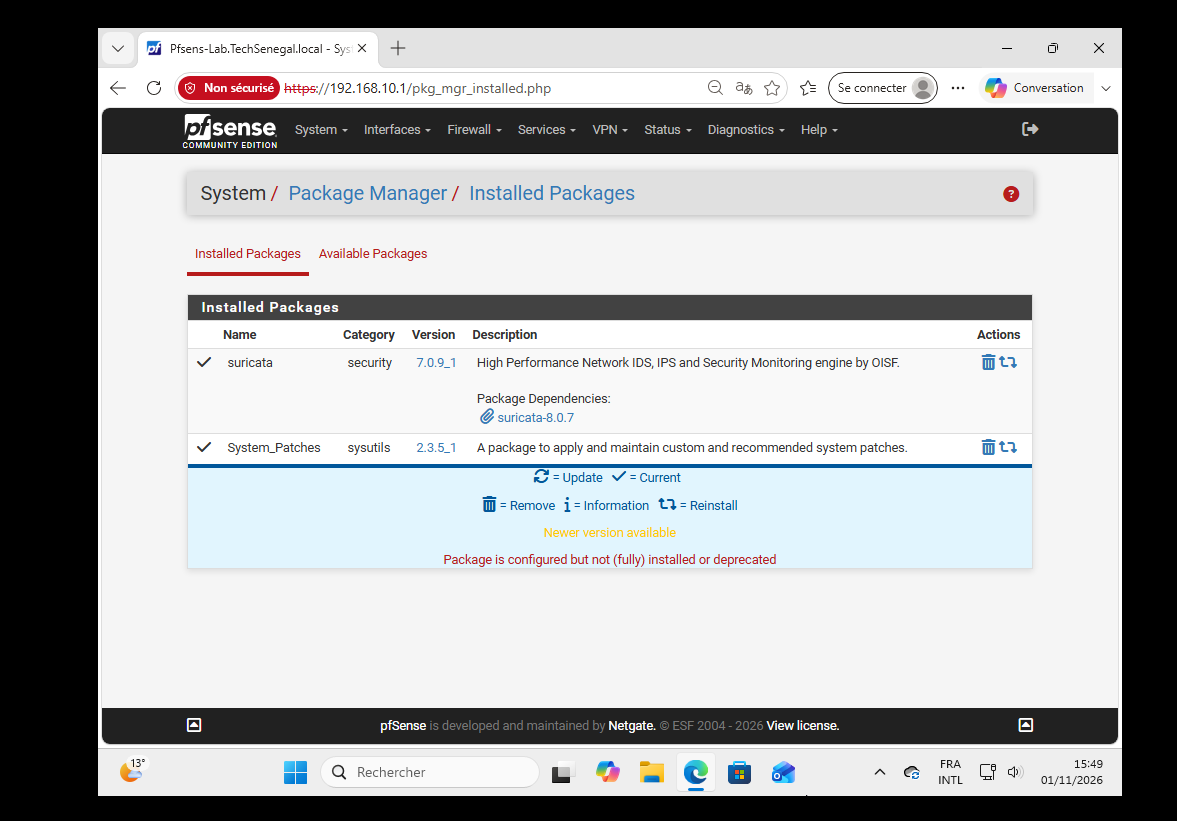 Pfsens-Lab.TechSenegal.local - Sys
Non sécurisé https://192.168.10.1/pkg_mgr_installed.php
Se connecter
Conversation
pfsense
COMMUNITY EDITION
System Interfaces Firewall Services VPN Status Diagnostics Help
System / Package Manager / Installed Packages
Installed Packages Available Packages
Installed Packages
Name Category Version Description Actions
suricata security 7.0.9_1 High Performance Network IDS, IPS and Security Monitoring engine by OISF.
Package Dependencies:
suricata-8.0.7
System_Patches sysutils 2.3.5_1 A package to apply and maintain custom and recommended system patches.
= Update = Current
= Remove = Information = Reinstall
Newer version available
Package is configured but not (fully) installed or deprecated
pfSense is developed and maintained by Netgate. © ESF 2004 - 2026 View license.
13°
Rechercher
FRA
INTL
15:49
01/11/2026